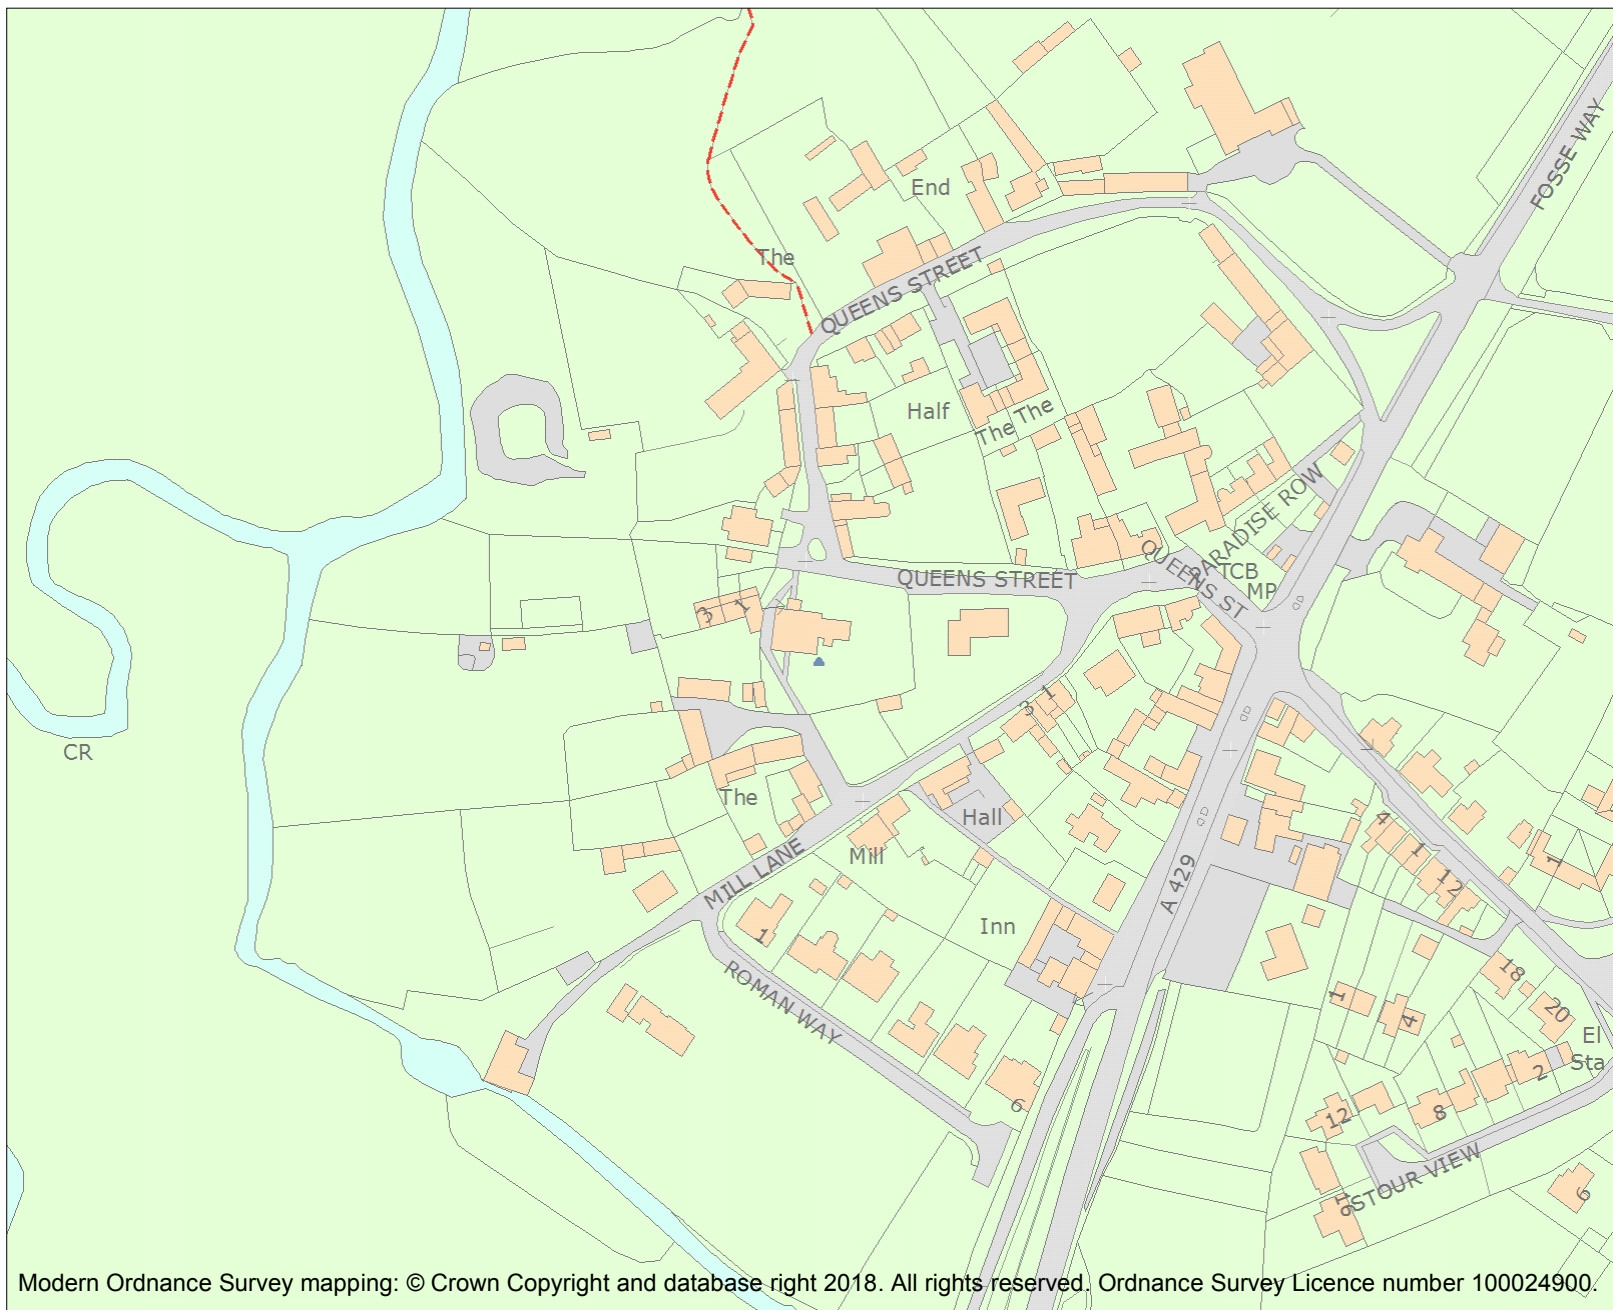 FOSSE WAY
End
The
QUEENS STREET
Half
The
The
PARADISE ROW
QUEENS ST
TCB
MP
QUEENS STREET
3
1
3
1
CR
The
Hall
Mill
MILL LANE
A 429
4
1
1 2
1
Inn
1
ROMAN WAY
18
20
1
4
El
Sta
2
6
12
8
STOUR VIEW
16
6
Modern Ordnance Survey mapping: © Crown Copyright and database right 2018. All rights reserved. Ordnance Survey Licence number 100024900.